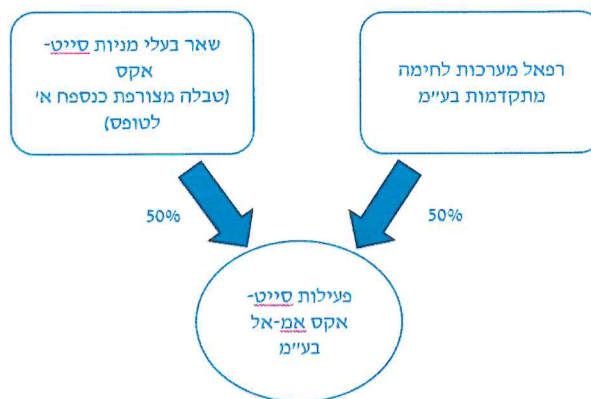 שאר בעלי מניות סייט-
אקס
(טבלה מצורפת כנספח א'
לטופס)
רפאל מערכות לחימה
מתקדמות בע"מ
50%
50%
פעילות סייט-
אקס אמ-אל
בע"מ